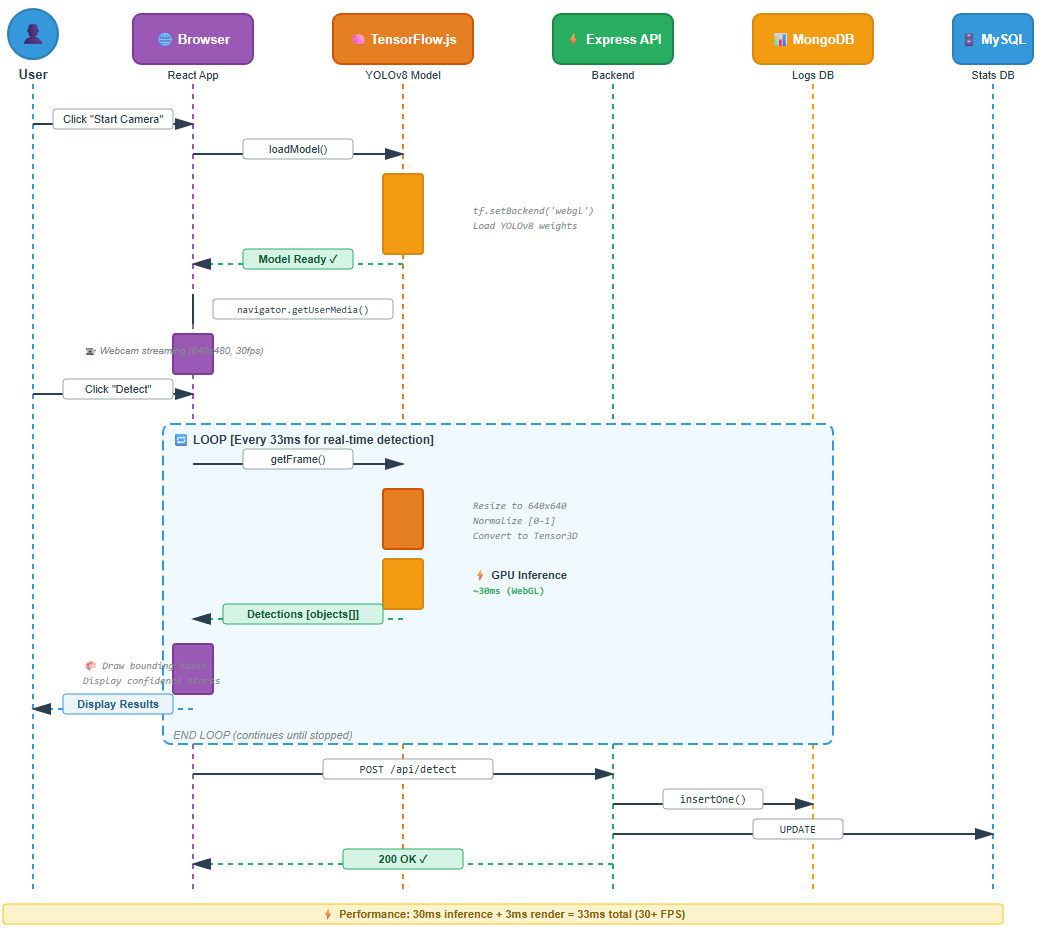 🌐 Browser
🧠 TensorFlow.js
⚡ Express API
📊 MongoDB
🗄️ MySQL
User
React App
YOLOv8 Model
Backend
Logs DB
Stats DB
Click "Start Camera"
loadModel()
tf.setBackend('webgl')
Load YOLOv8 weights
Model Ready ✓
navigator.getUserMedia()
📹 Webcam streaming (640x480, 30fps)
Click "Detect"
🔁 LOOP [Every 33ms for real-time detection]
getFrame()
Resize to 640x640
Normalize [0-1]
Convert to Tensor3D
⚡ GPU Inference
~30ms (WebGL)
Detections [objects[]]
🎨 Draw bounding boxes
Display confidence scores
Display Results
END LOOP (continues until stopped)
POST /api/detect
insertOne()
UPDATE
200 OK ✓
⚡ Performance: 30ms inference + 3ms render = 33ms total (30+ FPS)